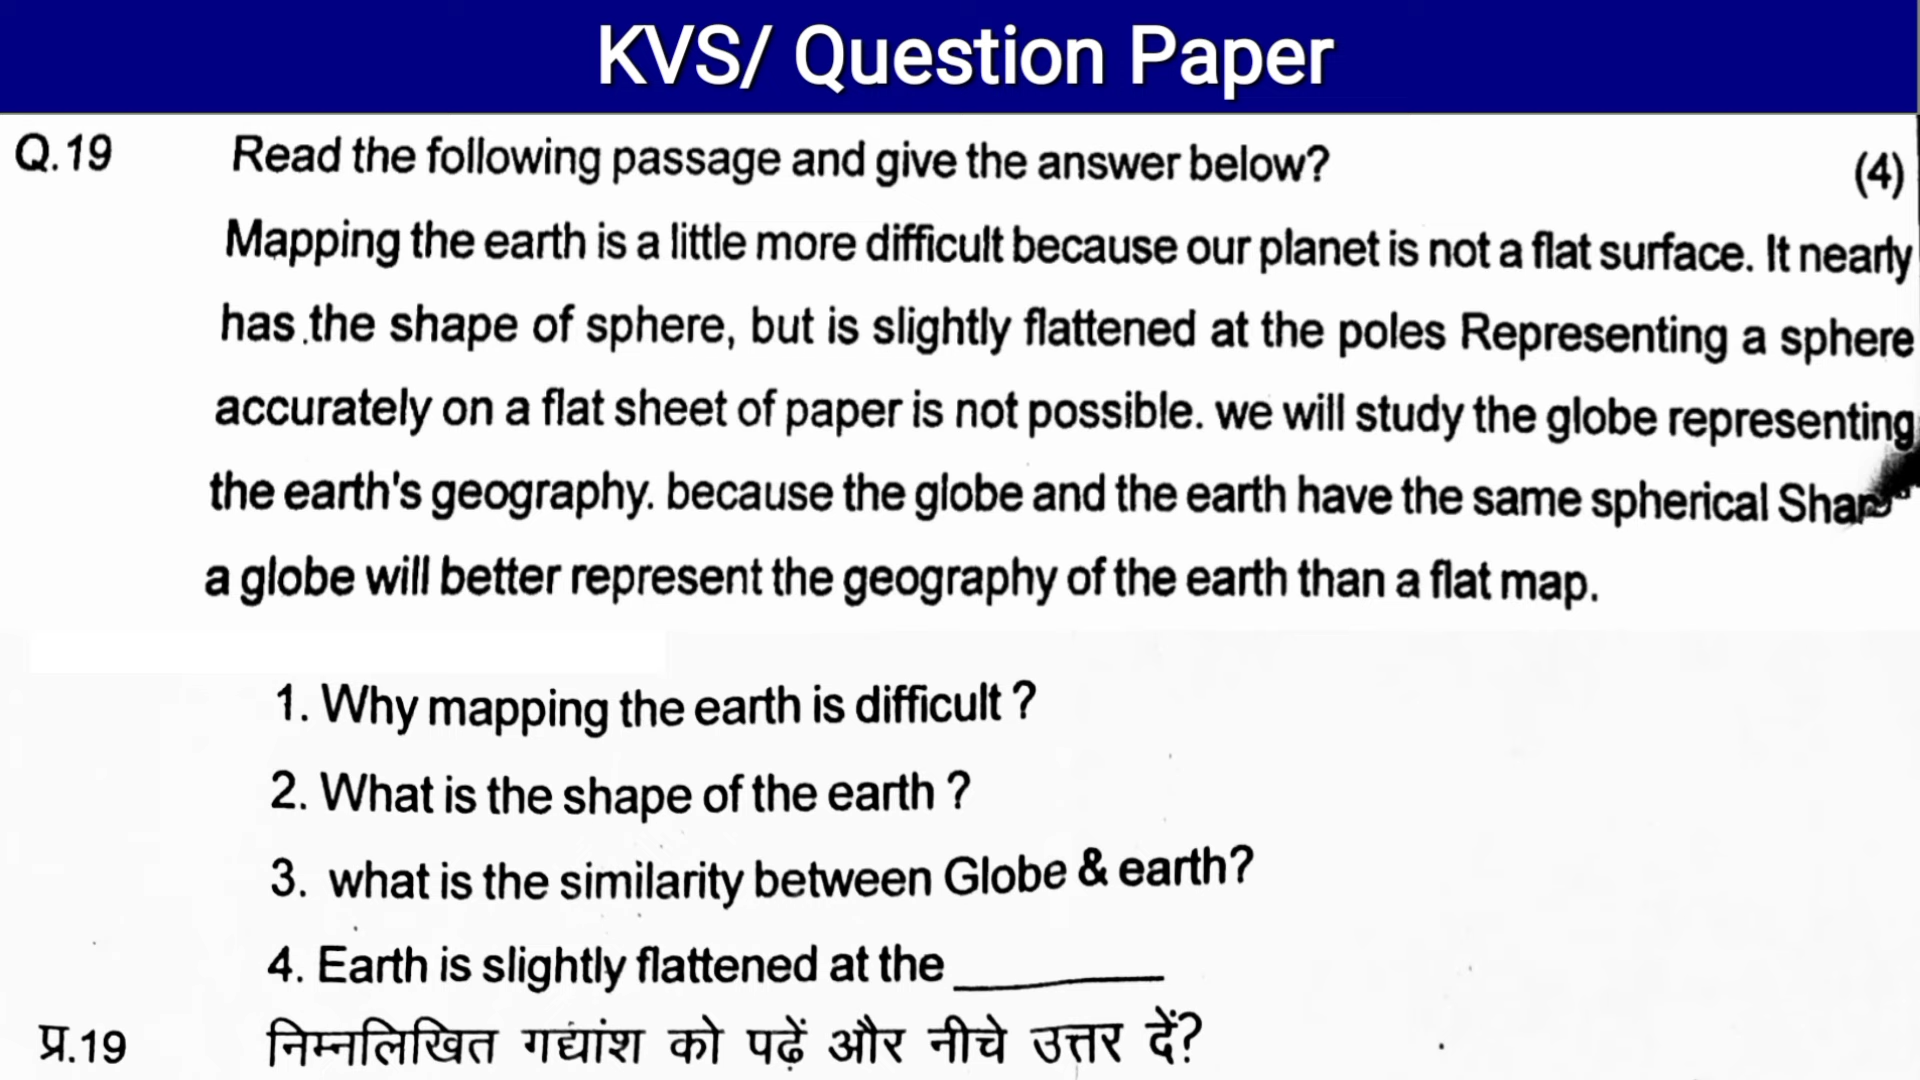 KVS/ Question Paper
Q.19 Read the following passage and give the answer below? (4)
Mapping the earth is a little more difficult because our planet is not a flat surface. It nearly
has the shape of sphere, but is slightly flattened at the poles Representing a sphere
accurately on a flat sheet of paper is not possible. we will study the globe representing
the earth's geography. because the globe and the earth have the same spherical
a globe will better represent the geography of the earth than a flat map.
1. Why mapping the earth is difficult ?
2. What is the shape of the earth ?
3. what is the similarity between Globe & earth?
4. Earth is slightly flattened at the ________
प्र.19 निम्नलिखित गद्यांश को पढ़ें और नीचे उत्तर दें?